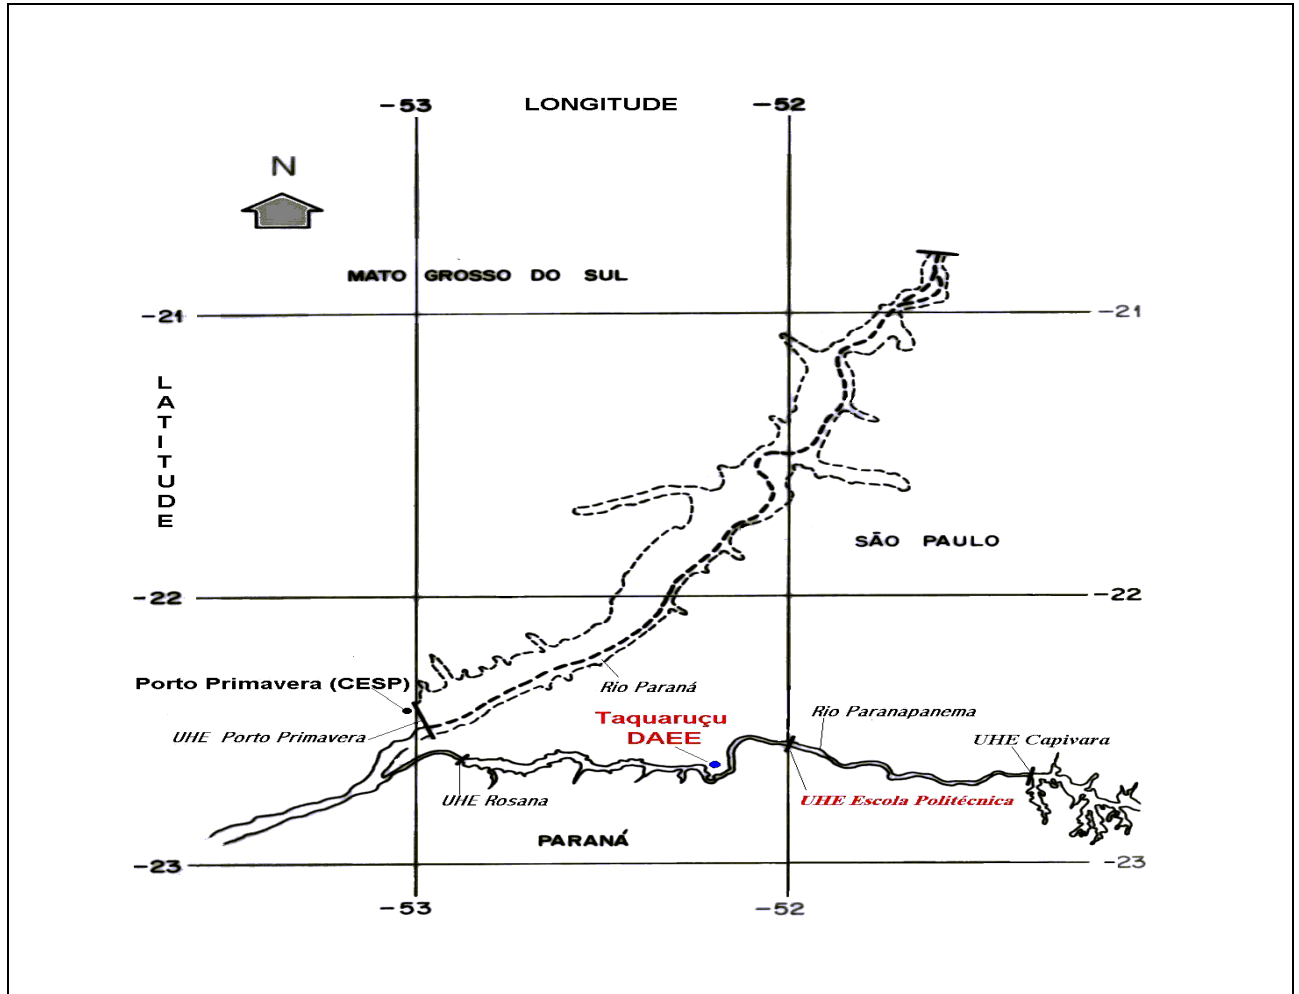 -53 LONGITUDE -52
N
MATO GROSSO DO SUL
-21 -21
LATITUDE
SÃO PAULO
-22 -22
Porto Primavera (CESP)
Rio Paraná
UHE Porto Primavera
Taquaruçu
DAEE
Rio Paranapanema
UHE Capivara
UHE Rosana
UHE Escola Politécnica
PARANÁ
-23 -23
-53 -52